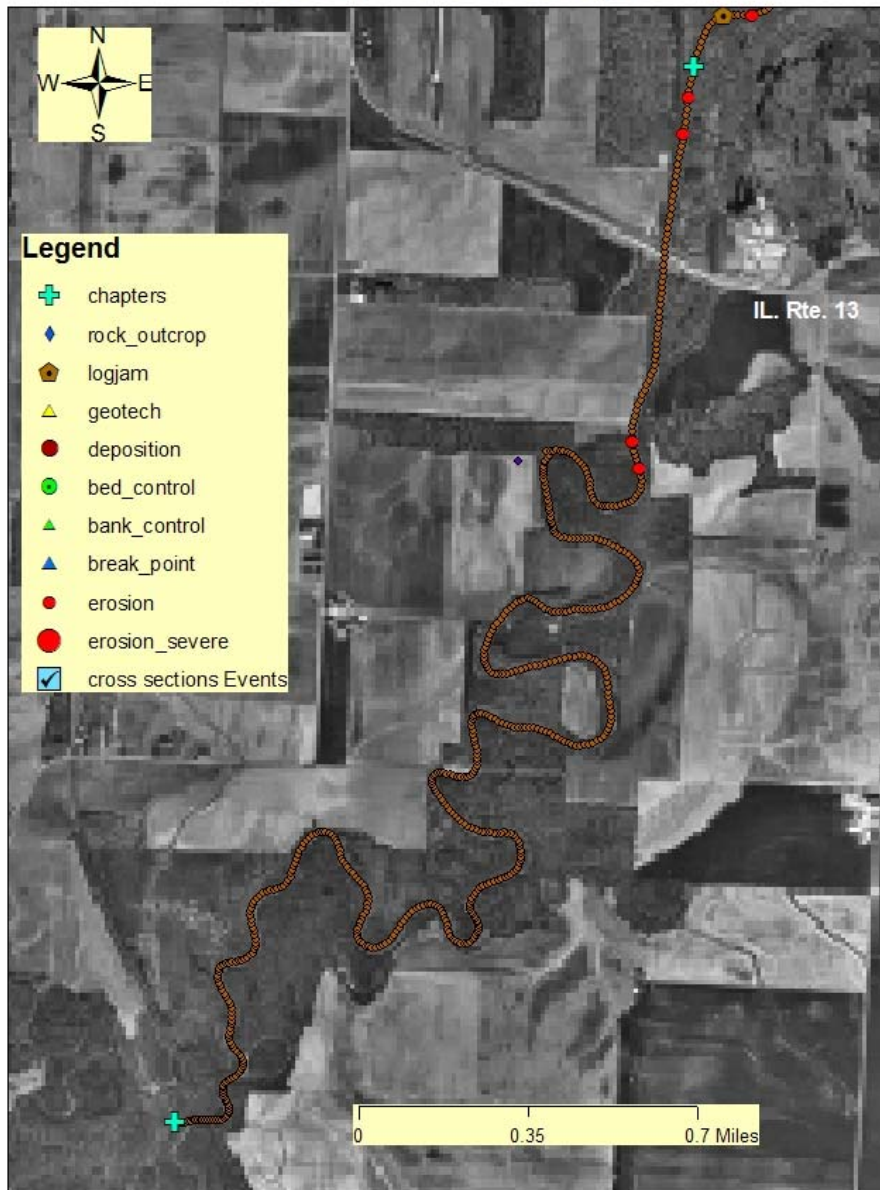 N
W E
S
Legend
chapters
rock_outcrop
logjam
geotech
deposition
bed_control
bank_control
break_point
erosion
erosion_severe
cross sections Events
IL. Rte. 13
0 0.35 0.7 Miles